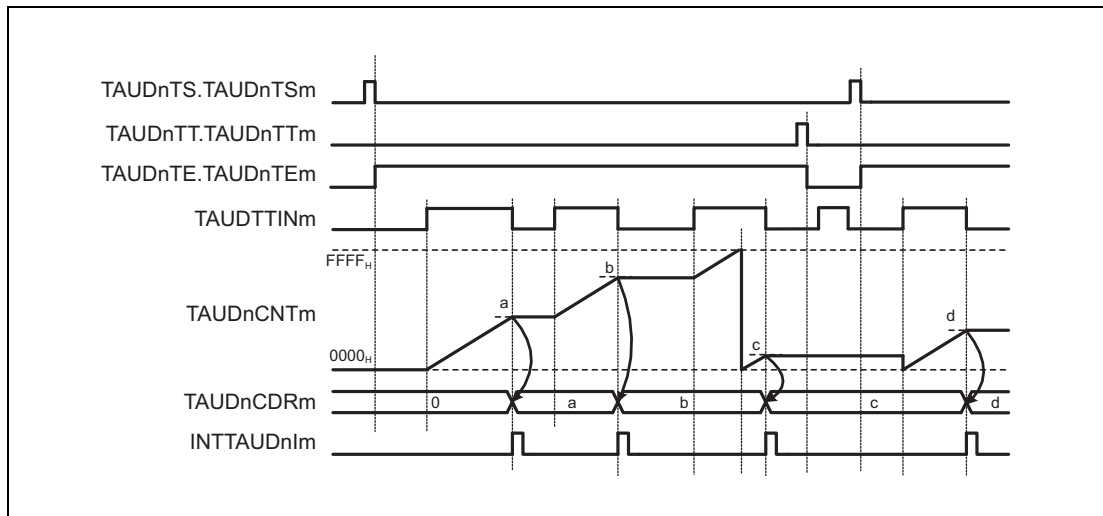 TAUDnTS.TAUDnTSm
TAUDnTT.TAUDnTTm
TAUDnTE.TAUDnTEm
TAUDTTINm
FFFFH
b
a
d
TAUDnCNTm
c
0000H
TAUDnCDRm
0 a b c d
INTTAUDnIm